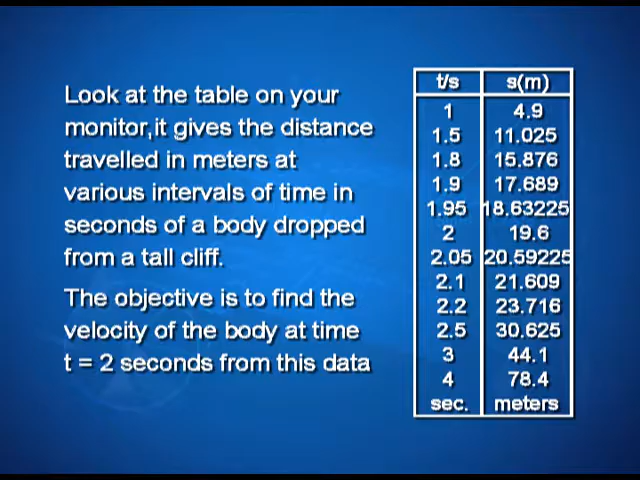 Look at the table on your
monitor,it gives the distance
travelled in meters at
various intervals of time in
seconds of a body dropped
from a tall cliff.
The objective is to find the
velocity of the body at time
t = 2 seconds from this data
t/s s(m)
1 4.9
1.5 11.025
1.8 15.876
1.9 17.689
1.95 18.63225
2 19.6
2.05 20.59225
2.1 21.609
2.2 23.716
2.5 30.625
3 44.1
4 78.4
sec. meters